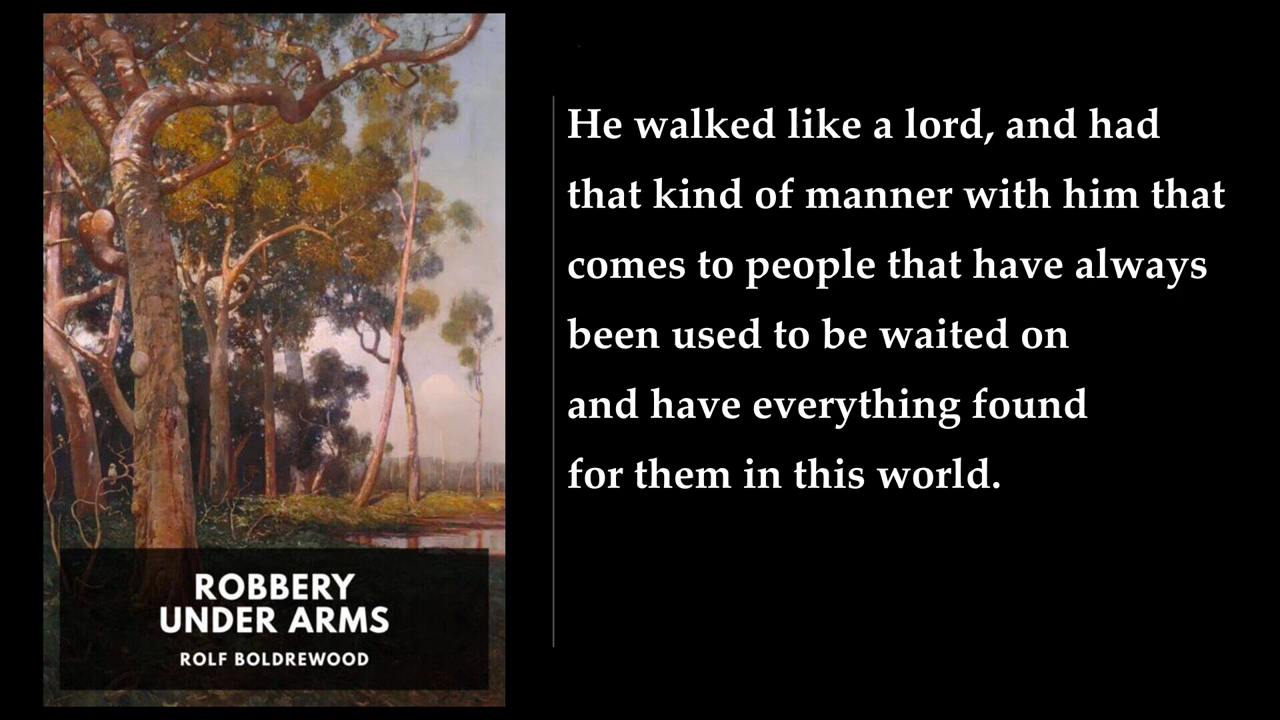 ROBBERY
UNDER ARMS
ROLF BOLDREWOOD
He walked like a lord, and had
that kind of manner with him that
comes to people that have always
been used to be waited on
and have everything found
for them in this world.